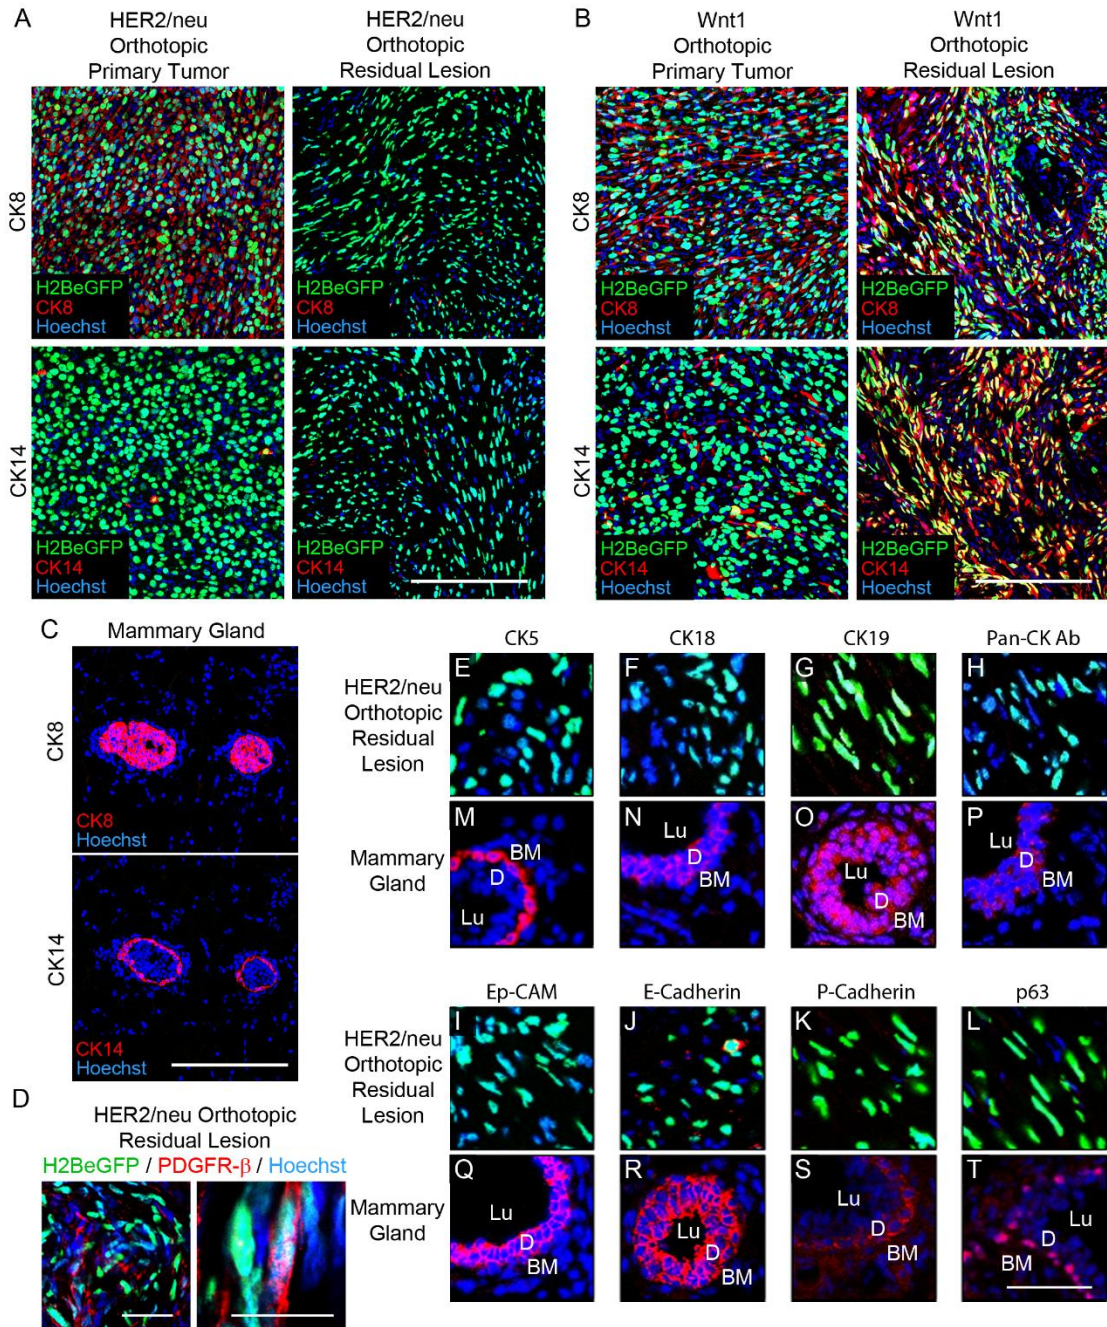 A
HER2/neu
Orthotopic
Primary Tumor
HER2/neu
Orthotopic
Residual Lesion
B
Wnt1
Orthotopic
Primary Tumor
Wnt1
Orthotopic
Residual Lesion
CK8
H2BeGFP
CK8
Hoechst
H2BeGFP
CK8
Hoechst
CK8
H2BeGFP
CK8
Hoechst
H2BeGFP
CK8
Hoechst
CK14
H2BeGFP
CK14
Hoechst
H2BeGFP
CK14
Hoechst
CK14
H2BeGFP
CK14
Hoechst
H2BeGFP
CK14
Hoechst
C
Mammary Gland
CK8
CK8
Hoechst
CK14
CK14
Hoechst
D
HER2/neu Orthotopic
Residual Lesion
H2BeGFP / PDGFR-β / Hoechst
CK5
CK18
CK19
Pan-CK Ab
HER2/neu
Orthotopic
Residual
Lesion
E
F
G
H
Mammary
Gland
M
BM
D
Lu
N
Lu
D
BM
O
Lu
D
BM
P
Lu
D
BM
Ep-CAM
E-Cadherin
P-Cadherin
p63
HER2/neu
Orthotopic
Residual
Lesion
I
J
K
L
Mammary
Gland
Q
Lu
D
BM
R
Lu
D
BM
S
Lu
D
BM
T
Lu
D
BM